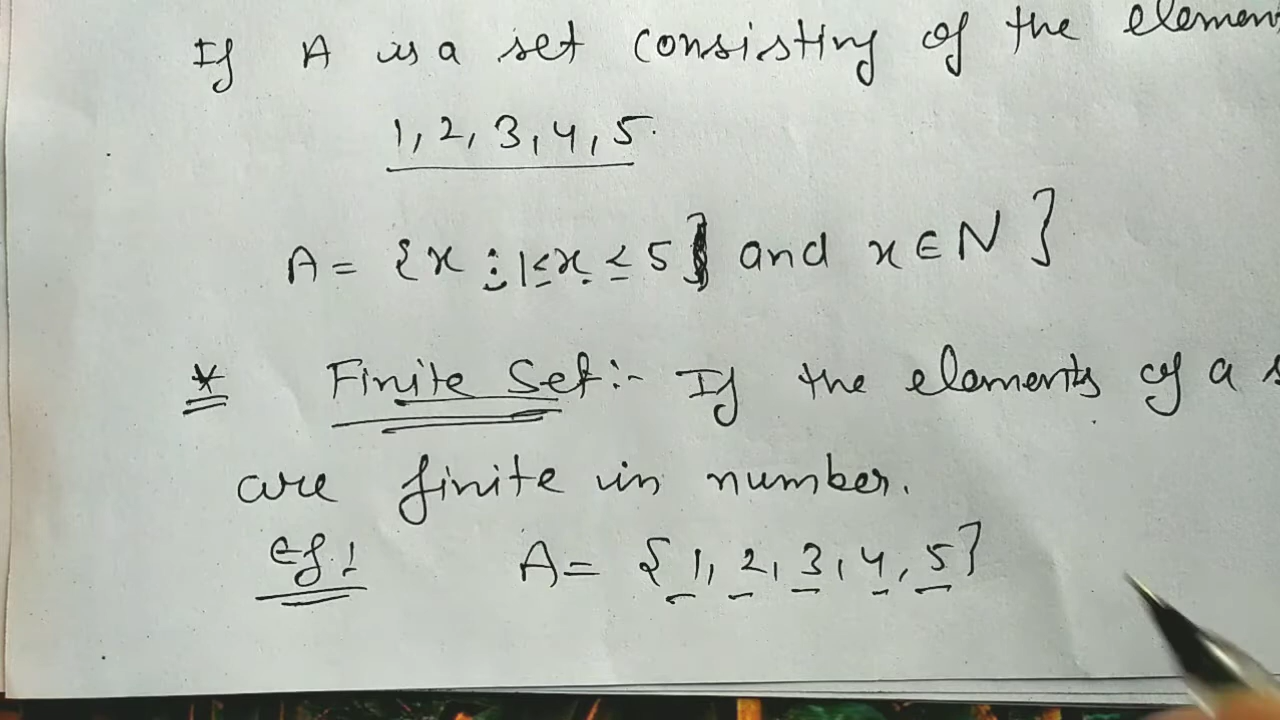 If A is a set consisting of the elemen
1, 2, 3, 4, 5.
A = {x : 1 ≤ x ≤ 5 and x ∈ N }
* Finite Set :- If the elements of a s
are finite in number.
eg: A = { 1, 2, 3, 4, 5}